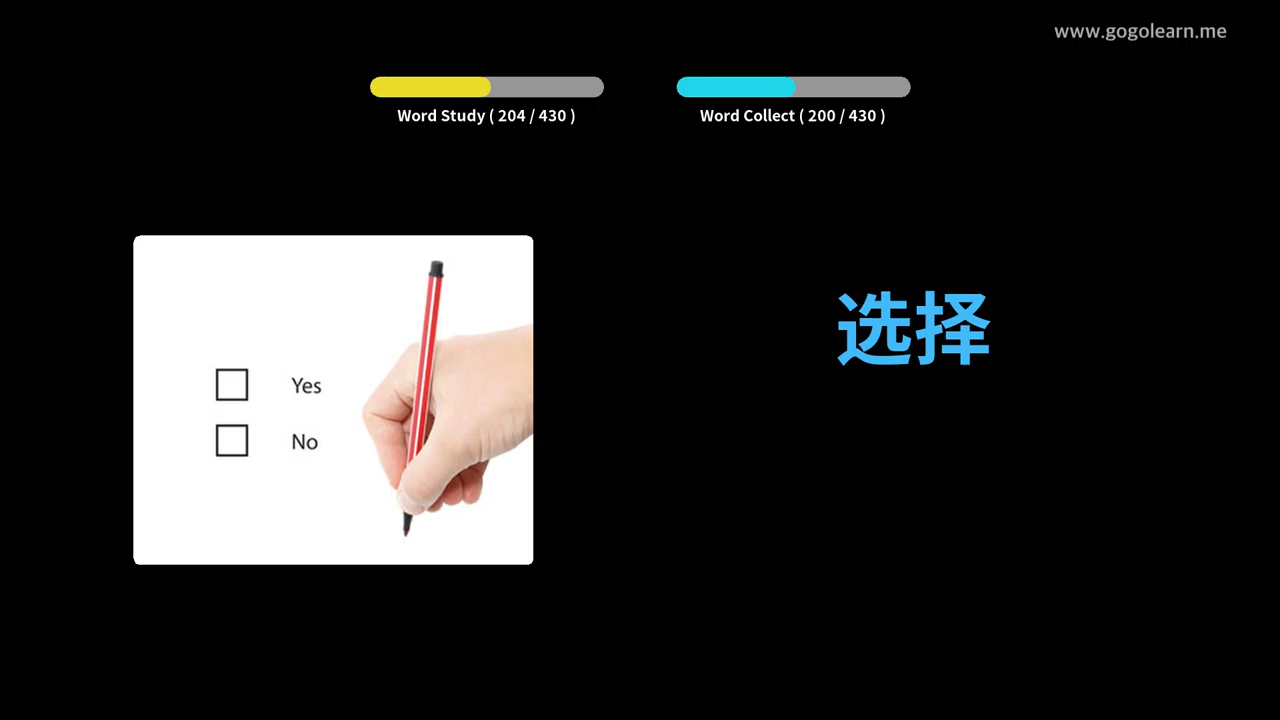 www.gogolearn.me
Word Study ( 204 / 430 )
Word Collect ( 200 / 430 )
选择
Yes
No